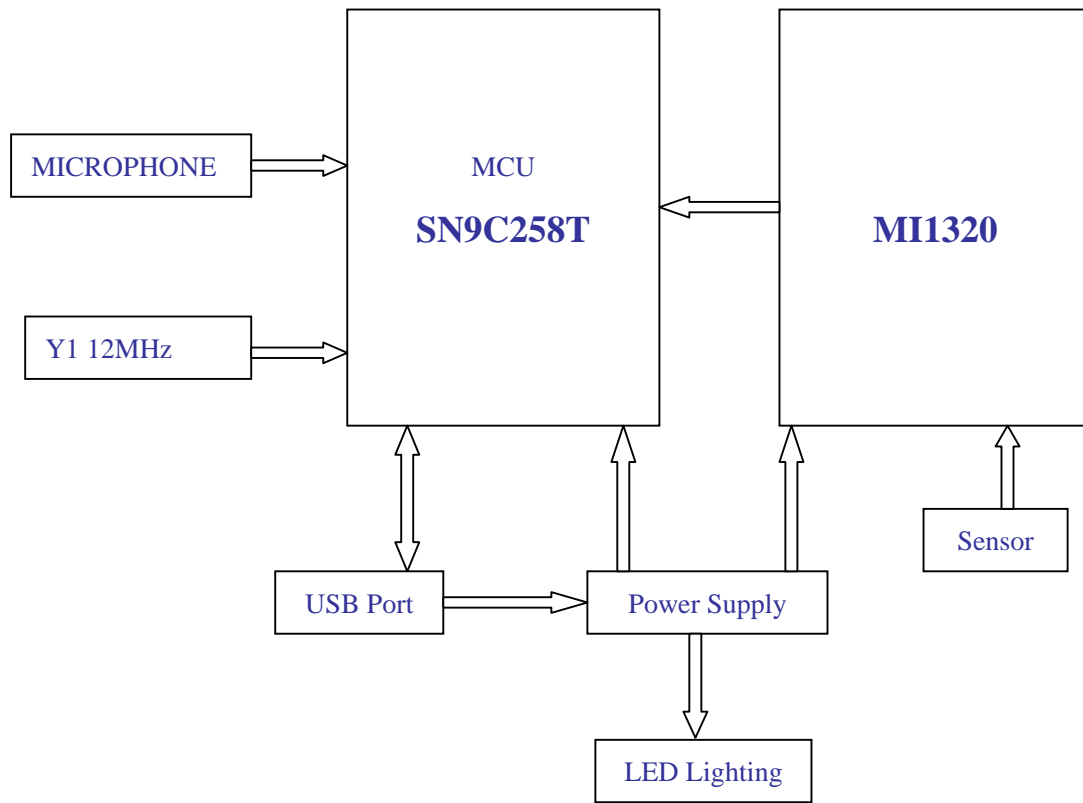 MICROPHONE
MCU
SN9C258T
MI1320
Y1 12MHz
Sensor
USB Port
Power Supply
LED Lighting